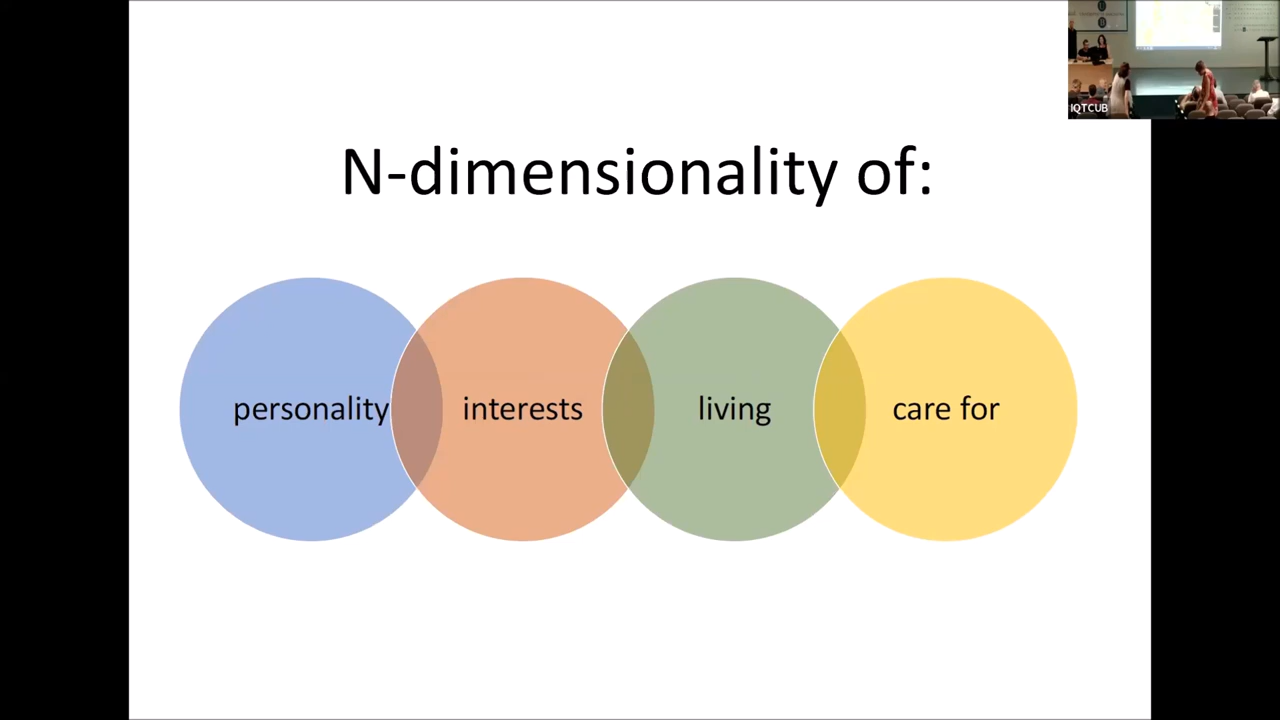 N-dimensionality of:
personality
interests
living
care for
IQTCUB